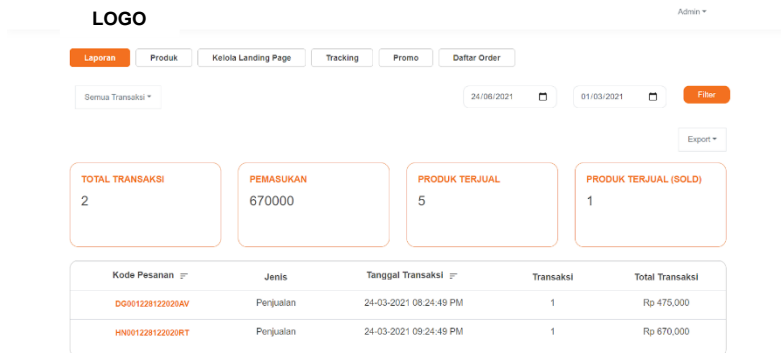 LOGO
Admin
Laporan Produk Kelola Landing Page Tracking Promo Daftar Order
Semua Transaksi 24/06/2021 01/03/2021 Filter
Export
TOTAL TRANSAKSI PEMASUKAN PRODUK TERJUAL PRODUK TERJUAL (SOLD)
2 670000 5 1
Kode Pesanan Jenis Tanggal Transaksi Transaksi Total Transaksi
DG001228122020AV Penjualan 24-03-2021 08:24:49 PM 1 Rp 475,000
HN001228122020RT Penjualan 24-03-2021 09:24:49 PM 1 Rp 670,000